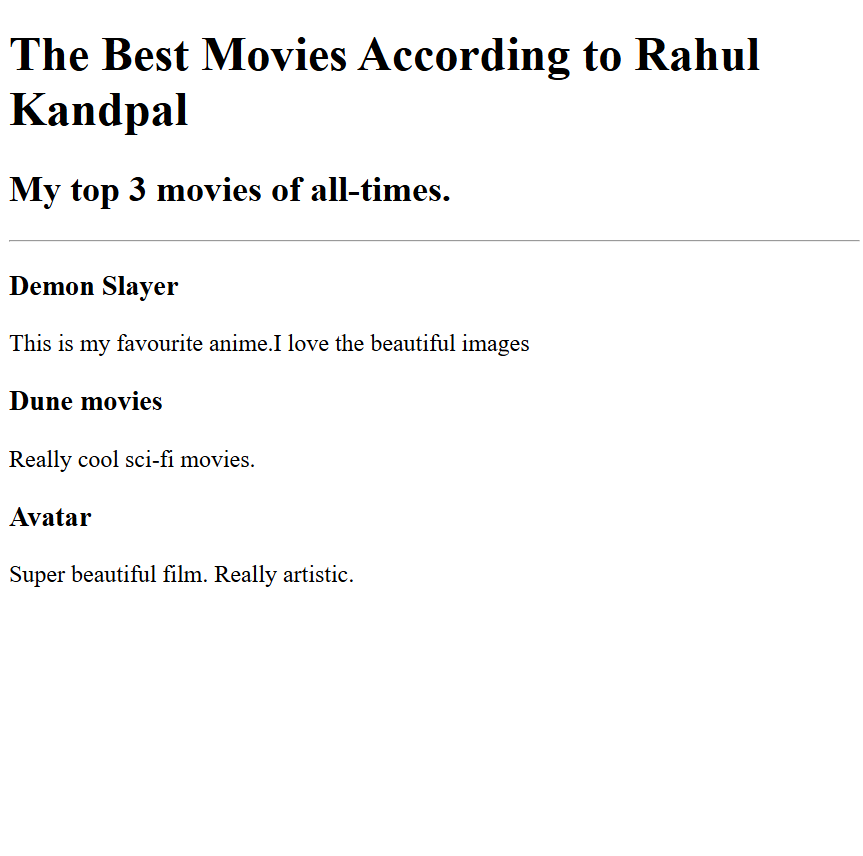 The Best Movies According to Rahul
Kandpal
My top 3 movies of all-times.
Demon Slayer
This is my favourite anime.I love the beautiful images
Dune movies
Really cool sci-fi movies.
Avatar
Super beautiful film. Really artistic.